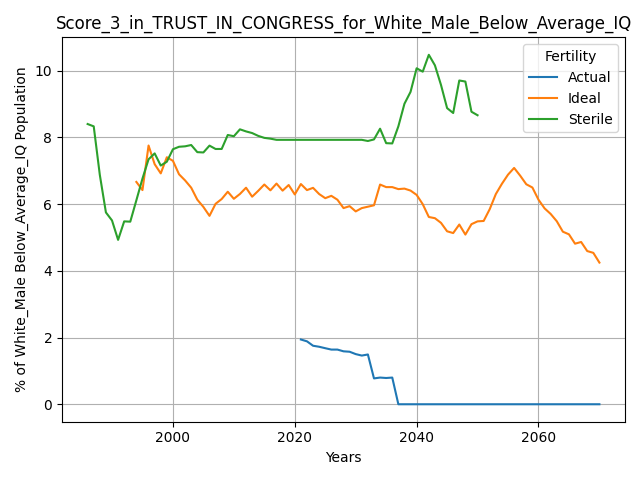 Score_3_in_TRUST_IN_CONGRESS_for_White_Male_Below_Average_IQ
% of White_Male Below_Average_IQ Population
10
8
6
4
2
0
2000
2020
2040
2060
Years
Fertility
Actual
Ideal
Sterile